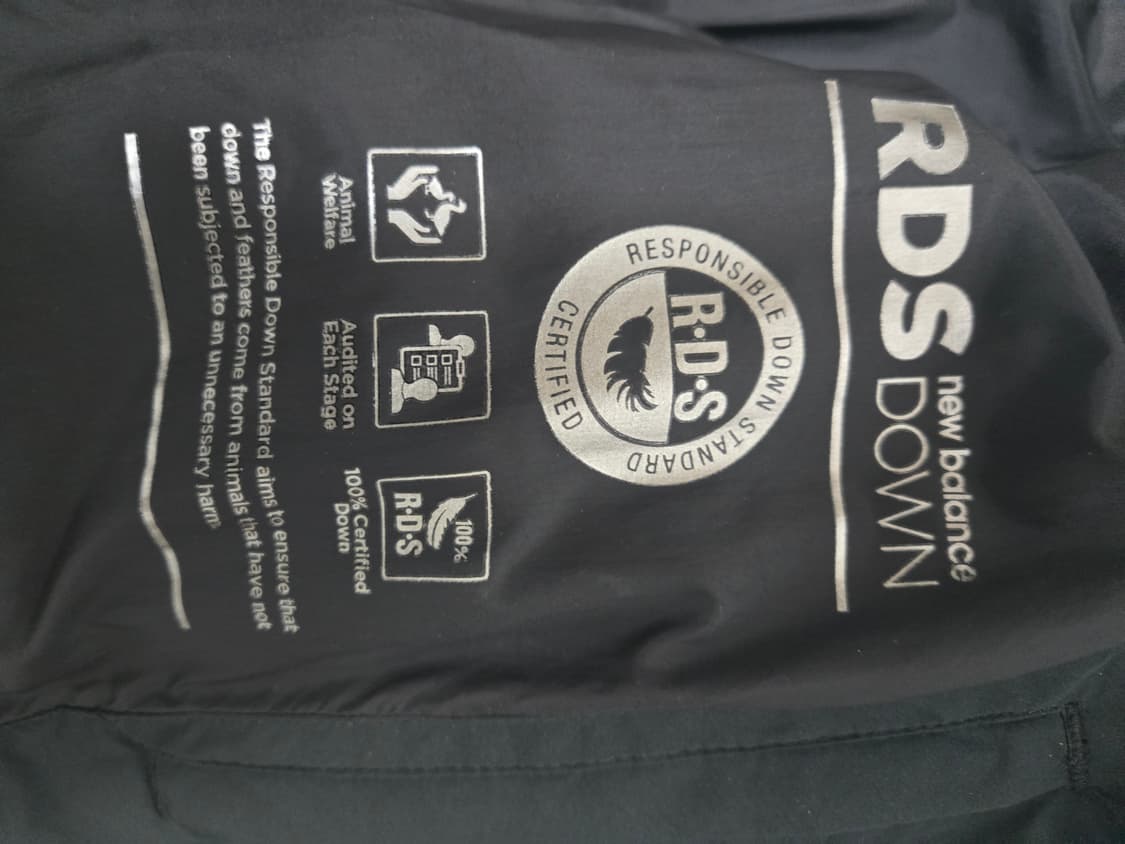 RDS new balance
DOWN
RESPONSIBLE DOWN STANDARD
R·D·S
CERTIFIED
100%
R·D·S
Animal
Welfare
Audited on
Each Stage
100% Certified
Down
The Responsible Down Standard aims to ensure that
down and feathers come from animals that have not
been subjected to an unnecessary harm